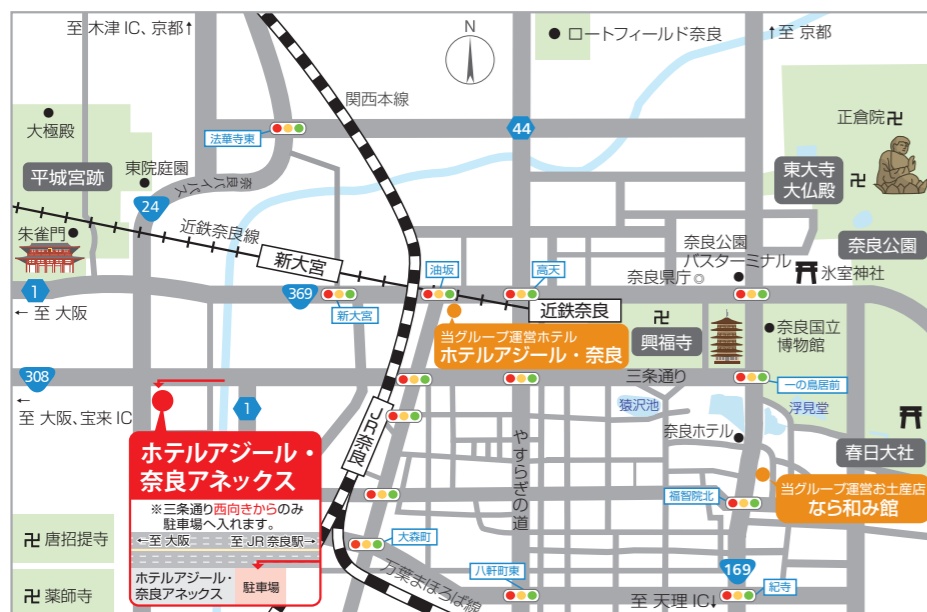 至 木津 IC、京都↑
N
ロートフィールド奈良
↑至 京都
関西本線
大極殿
正倉院卍
法華寺東
44
東院庭園
平城宮跡
奈良バイパス
東大寺
大仏殿
卍
24
朱雀門
近鉄奈良線
新大宮
奈良公園
奈良公園
バスターミナル
油坂
高天
奈良県庁◎
氷室神社
1
369
← 至 大阪
新大宮
近鉄奈良
当グループ運営ホテル
ホテルアジール・奈良
卍
興福寺
奈良国立
博物館
308
三条通り
一の鳥居前
←
至 大阪、宝来 IC
1
JR奈良
猿沢池
浮見堂
奈良ホテル
やすらぎの道
春日大社
ホテルアジール・
奈良アネックス
※三条通り西向きからのみ
駐車場へ入れます。
←至 大阪
至 JR 奈良駅→
ホテルアジール・
奈良アネックス
駐車場
福智院北
当グループ運営お土産店
なら和み館
卍 唐招提寺
大森町
万葉まほろば線
八軒町東
169
紀寺
卍 薬師寺
至 天理 IC↓